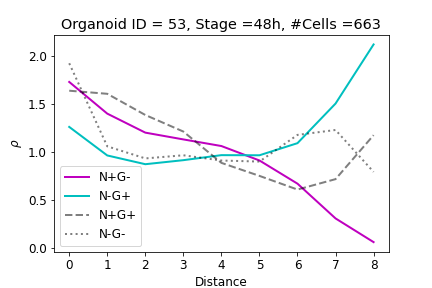 Organoid ID = 53, Stage =48h, #Cells =663
2.0
1.5
1.0
0.5
0.0
ρ
N+G-
N-G+
N+G+
N-G-
0 1 2 3 4 5 6 7 8
Distance